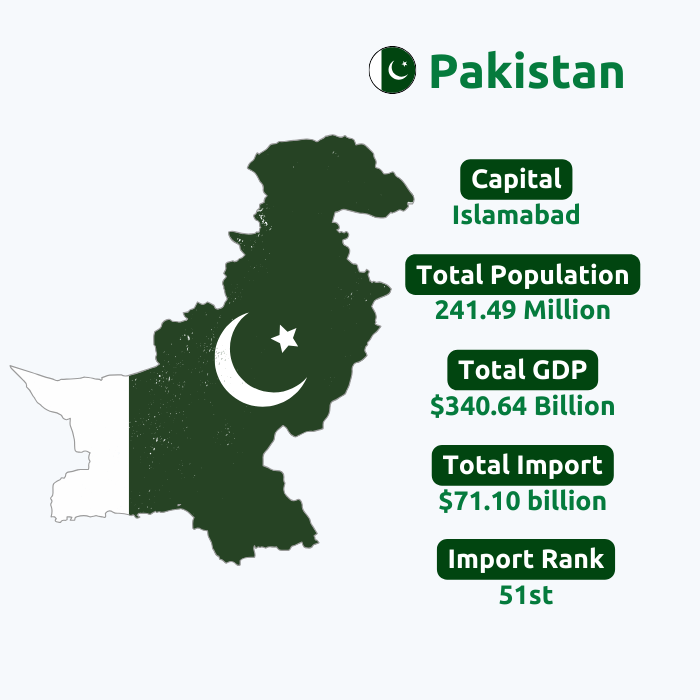 Pakistan
Capital
Islamabad
Total Population
241.49 Million
Total GDP
$340.64 Billion
Total Import
$71.10 billion
Import Rank
51st